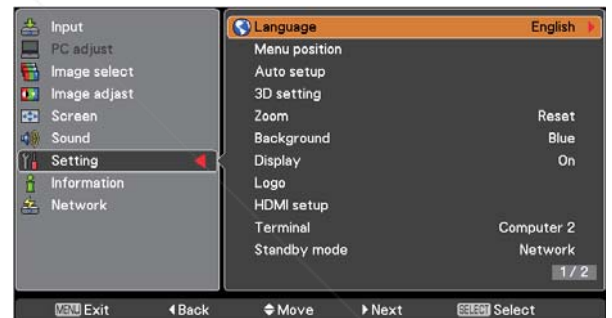 Input
PC adjust
Image select
Image adjast
Screen
Sound
Setting
Information
Network
Language English
Menu position
Auto setup
3D setting
Zoom Reset
Background Blue
Display On
Logo
HDMI setup
Terminal Computer 2
Standby mode Network
1 / 2
MENU Exit Back Move Next SELECT Select